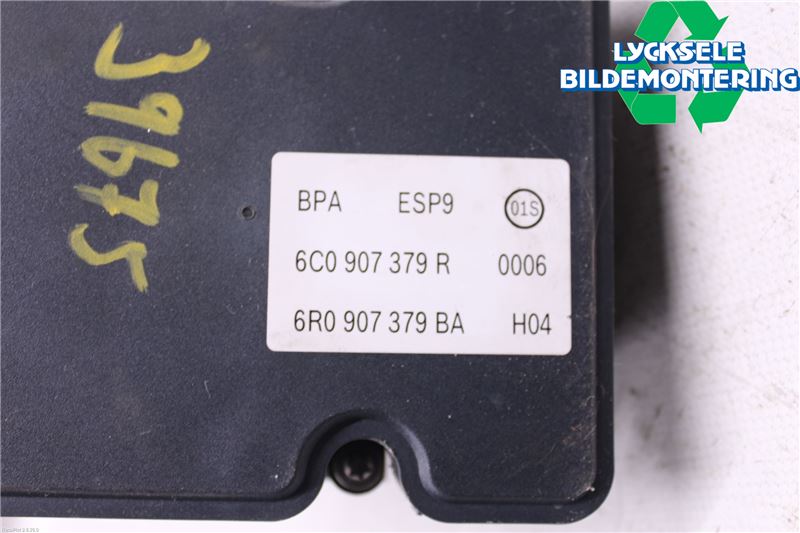 LYCKSELE
BILDEMONTERING
39675
BPA ESP9 01S
6C0 907 379 R 0006
6R0 907 379 BA H04